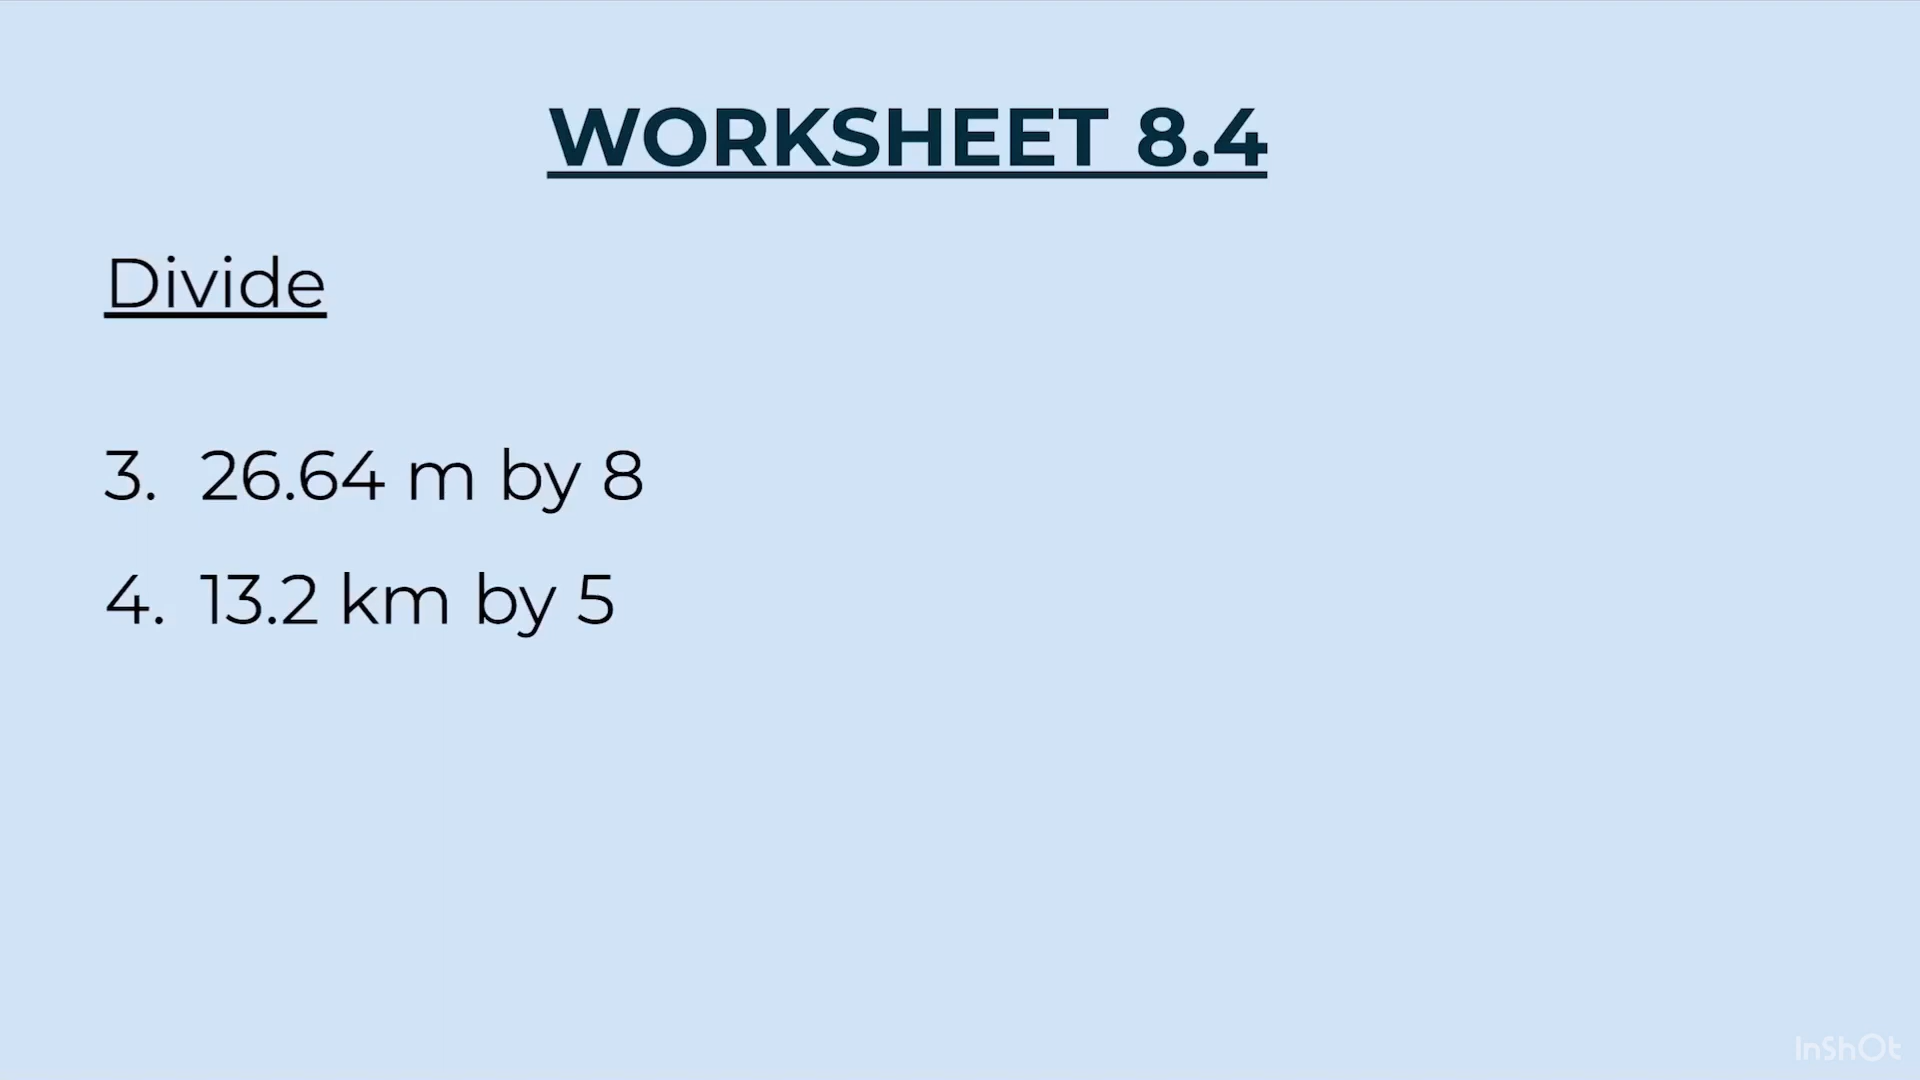 WORKSHEET 8.4
Divide
3. 26.64 m by 8
4. 13.2 km by 5
InShOt